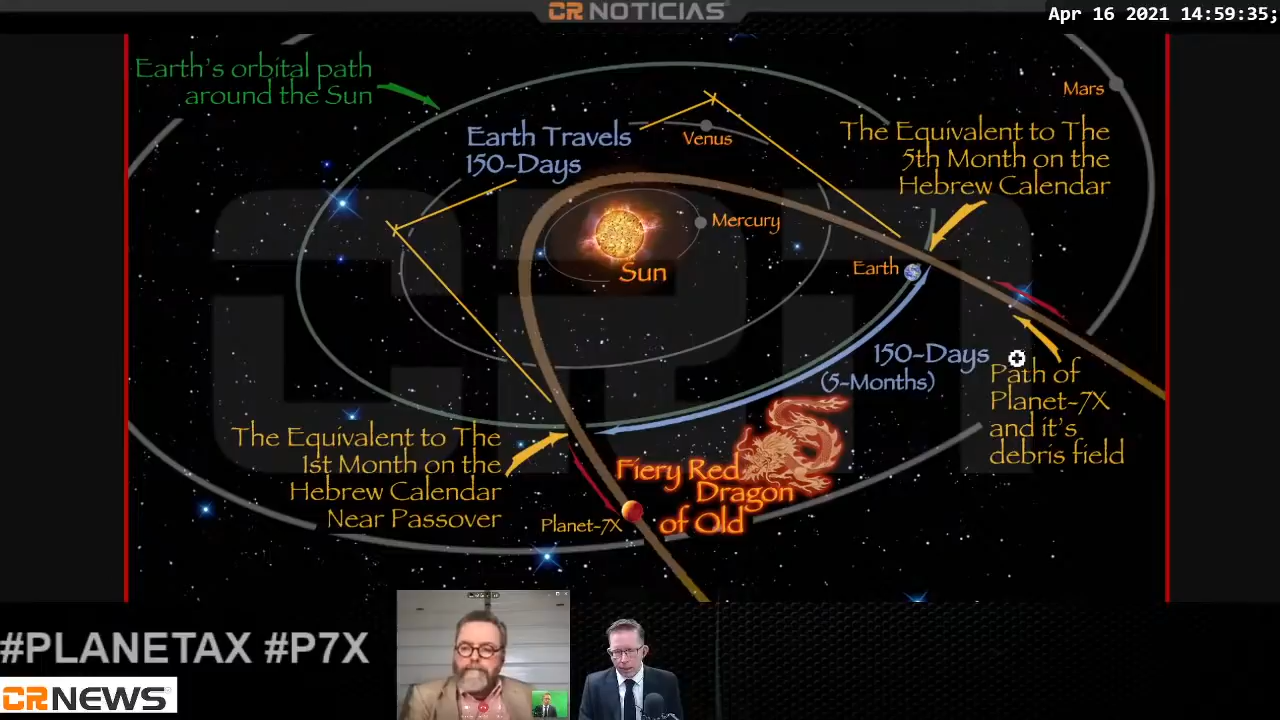 CR NOTICIAS
Apr 16 2021 14:59:35;
Earth's orbital path
around the Sun
Mars
Earth Travels
150-Days
Venus
The Equivalent to The
5th Month on the
Hebrew Calendar
Mercury
Sun
Earth
150-Days
(5-Months)
Path of
Planet-7X
and it's
debris field
The Equivalent to The
1st Month on the
Hebrew Calendar
Near Passover
Fiery Red
Dragon
of Old
Planet-7X
#PLANETAX #P7X
CR NEWS